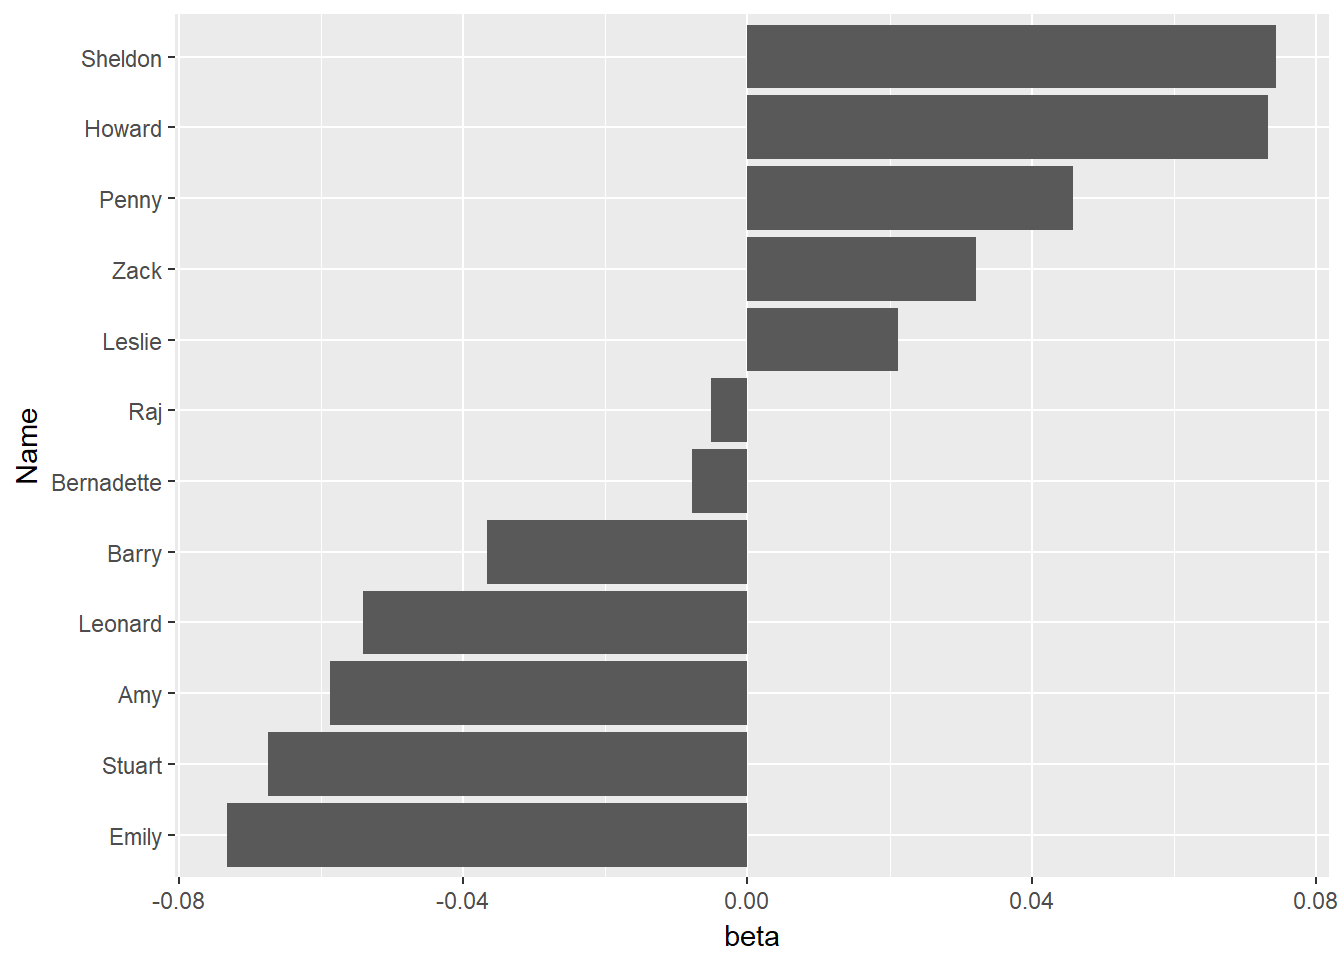 Sheldon
Howard
Penny
Zack
Leslie
Raj
Bernadette
Barry
Leonard
Amy
Stuart
Emily
Name
-0.08 -0.04 0.00 0.04 0.08
beta